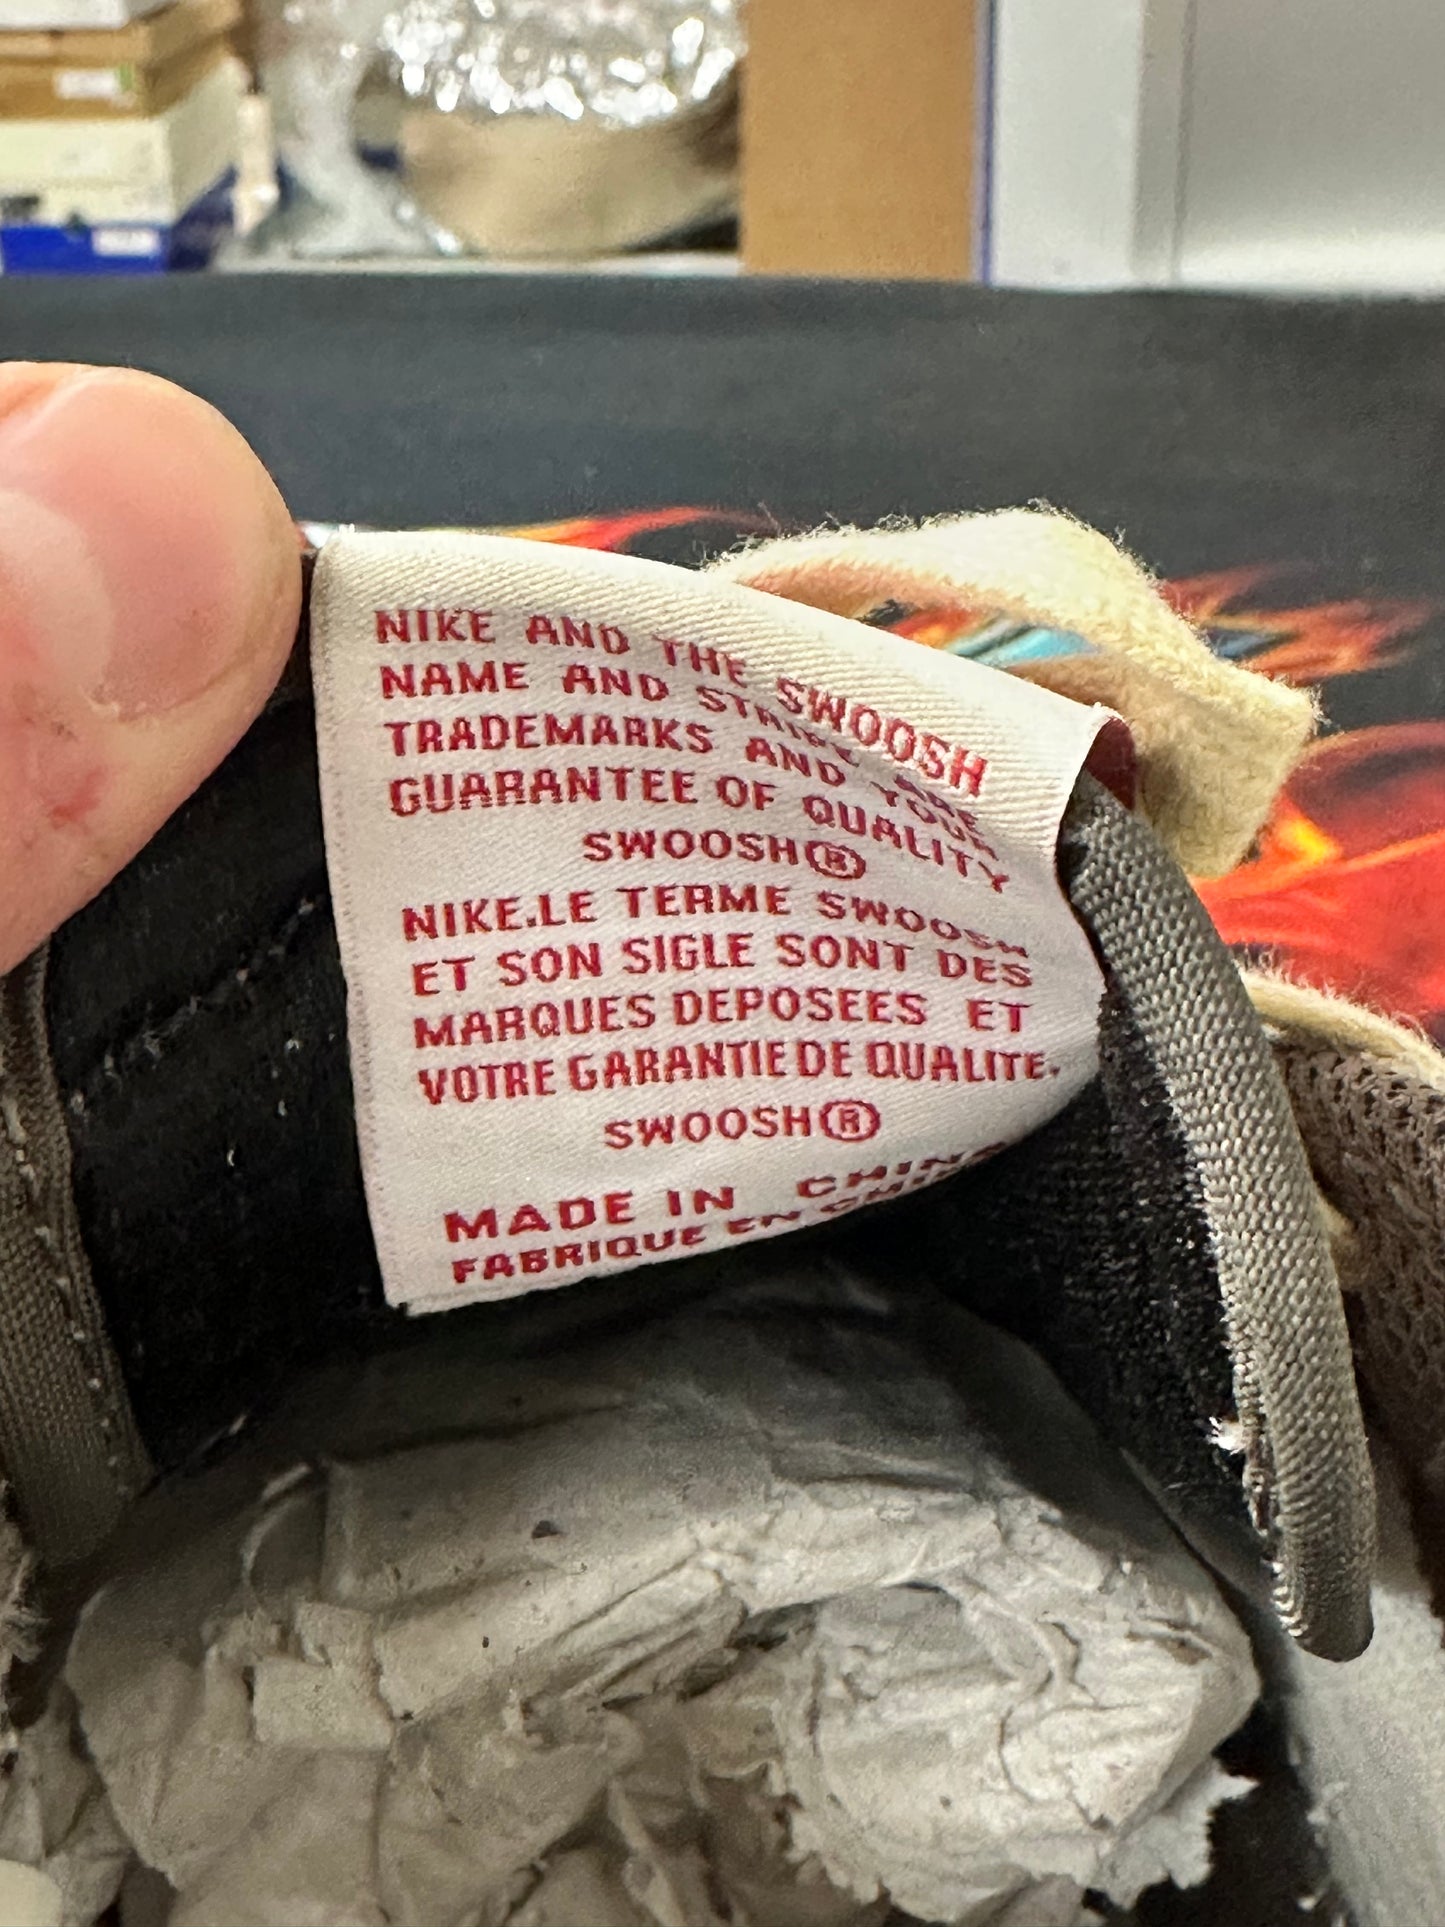 NIKE AND THE SWOOSH
NAME AND STRIPE ARE
TRADEMARKS AND YOUR
GUARANTEE OF QUALITY
SWOOSH®
NIKE.LE TERME SWOOSH
ET SON SIGLE SONT DES
MARQUES DEPOSEES ET
VOTRE GARANTIE DE QUALITE.
SWOOSH®
MADE IN CHINA
FABRIQUE EN CHINE